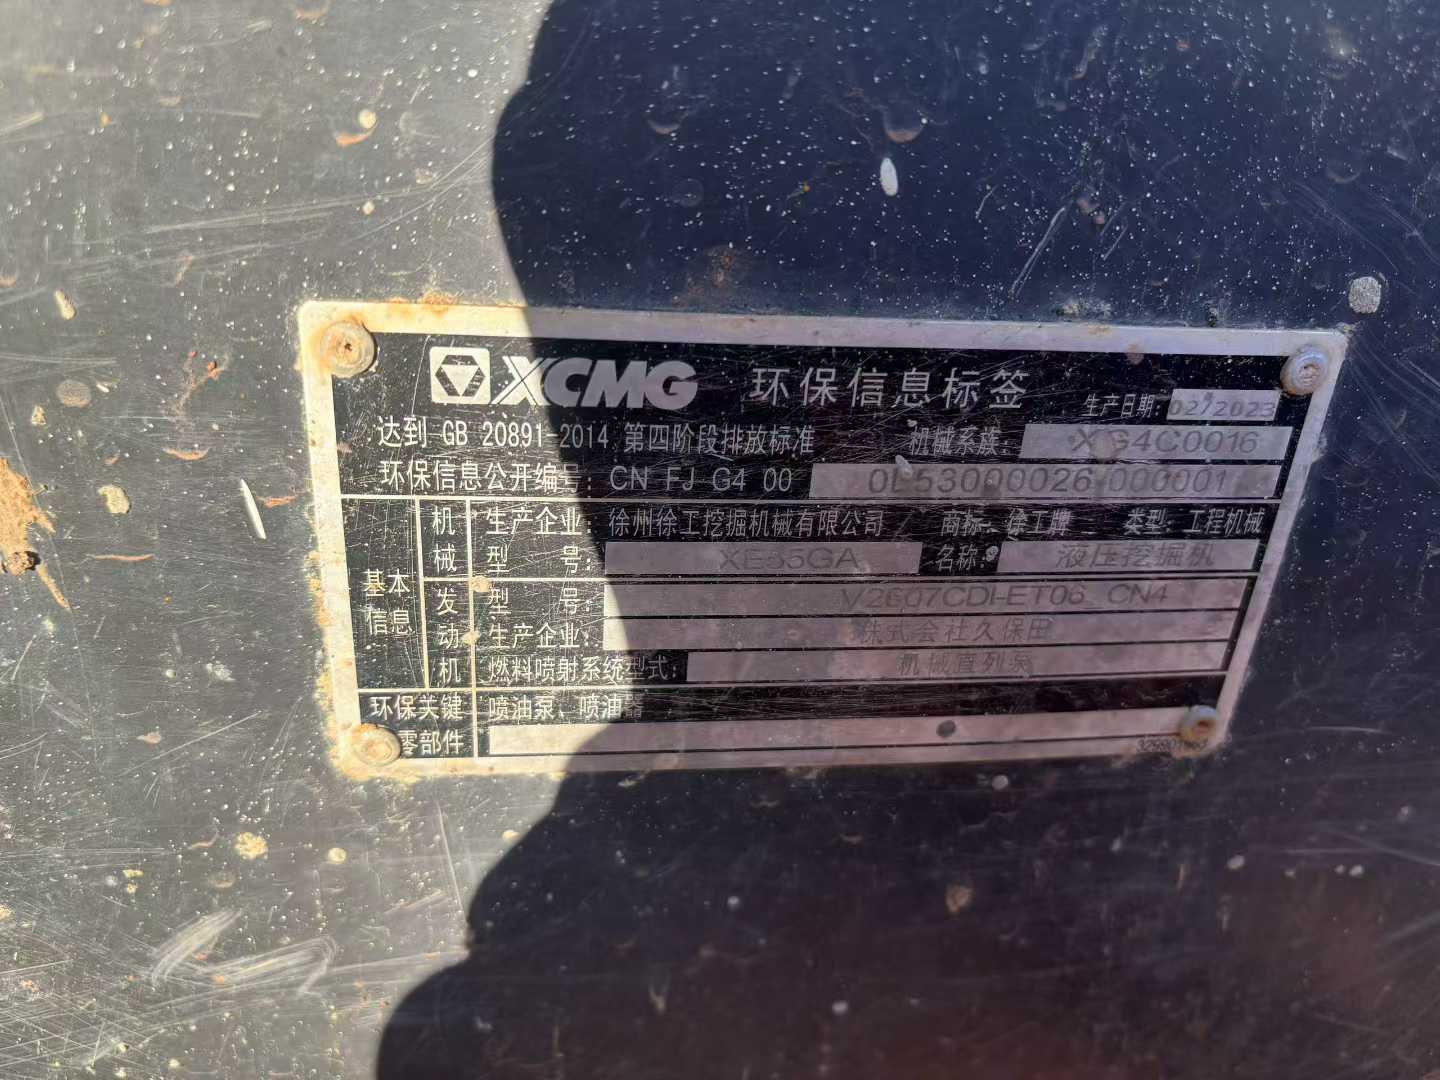 XCMG 环保信息标签 生产日期: 02/2023
达到 GB 20891-2014 第四阶段排放标准 机械系族: XG4C0016
环保信息公开编号: CN FJ G4 00 0L53000026 000001
基本信息
机械
生产企业: 徐州徐工挖掘机械有限公司 商标: 徐工牌 类型: 工程机械
型 号: 名称: 液压挖掘机
发动机
型 号: V2607CDI-ET06 CN4
生产企业: 株式会社久保田
燃料喷射系统型式: 机械直列泵
环保关键零部件
喷油泵、喷油器